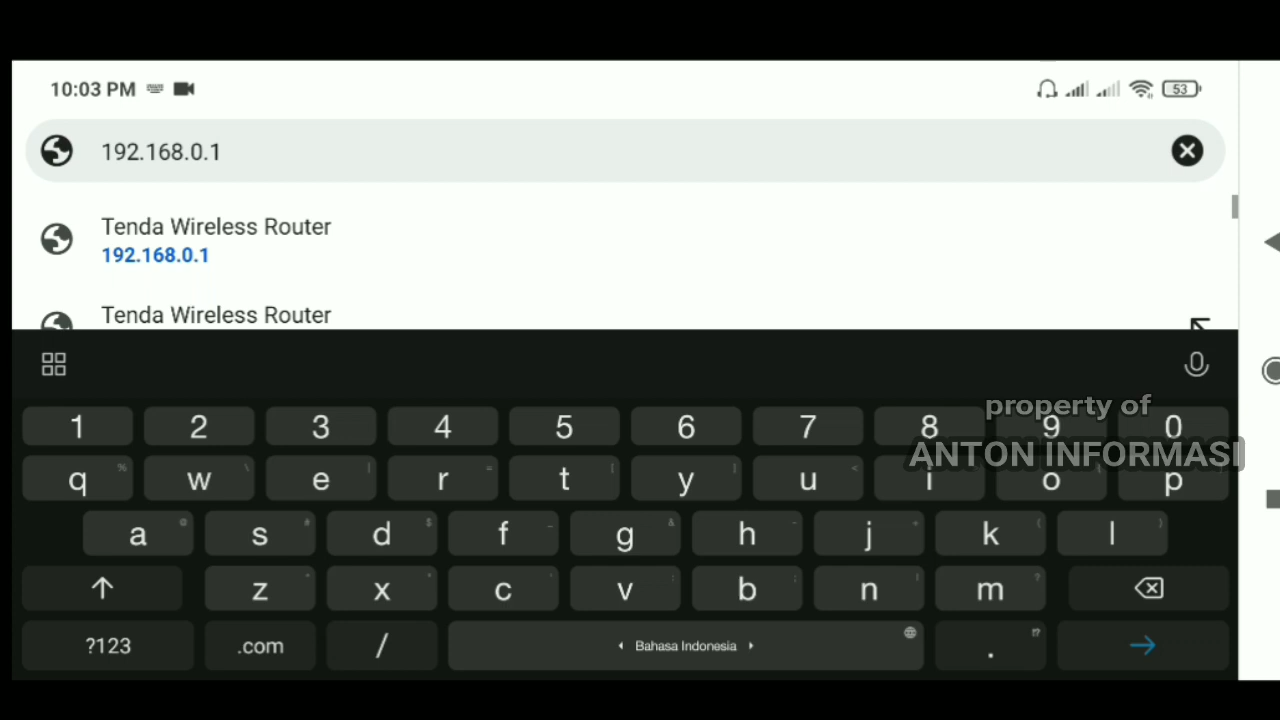 10:03 PM
53
192.168.0.1
Tenda Wireless Router
192.168.0.1
Tenda Wireless Router
property of
ANTON INFORMASI
1 2 3 4 5 6 7 8 9 0
q w e r t y u i o p
a s d f g h j k l
z x c v b n m
?123 .com / Bahasa Indonesia .